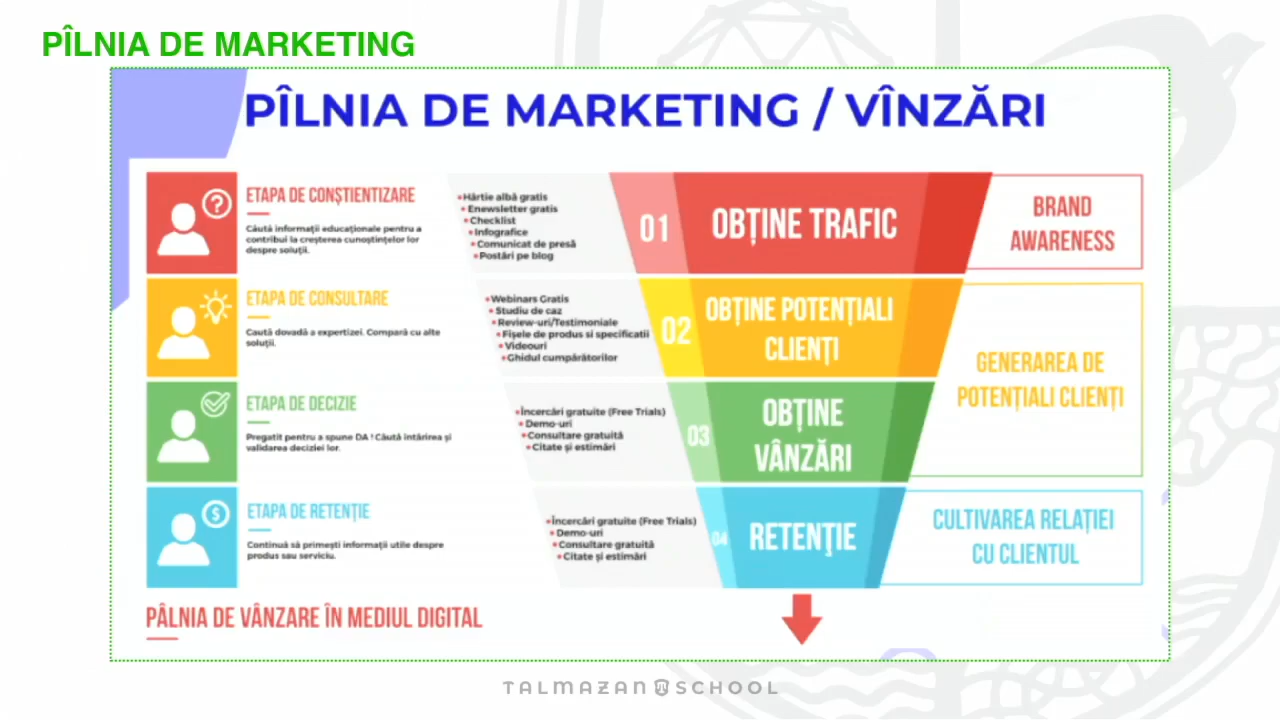 PÎLNIA DE MARKETING
PÎLNIA DE MARKETING / VÎNZĂRI
ETAPA DE CONȘTIENTIZARE
Căută informații educaționale pentru a
contribui la creșterea cunoștințelor lor
despre soluții.
•Hârtie albă gratis
•Enewsletter gratis
•Checklist
•Infografice
•Comunicat de presă
•Postări pe blog
01
OBȚINE TRAFIC
BRAND
AWARENESS
ETAPA DE CONSULTARE
Caută dovadă a expertizei. Compară cu alte
soluții.
•Webinars Gratis
•Studiu de caz
•Review-uri/Testimoniale
•Fișele de produs si specificatii
•Videouri
•Ghidul cumpărătorilor
02
OBȚINE POTENȚIALI
CLIENȚI
GENERAREA DE
POTENȚIALI CLIENȚI
ETAPA DE DECIZIE
Pregatit pentru a spune DA ! Căută întărirea și
validarea deciziei lor.
•Încercări gratuite (Free Trials)
•Demo-uri
•Consultare gratuită
•Citate și estimări
03
OBȚINE
VÂNZĂRI
ETAPA DE RETENȚIE
Continuă să primești informații utile despre
produs sau serviciu.
•Încercări gratuite (Free Trials)
•Demo-uri
•Consultare gratuită
•Citate și estimări
04
RETENȚIE
CULTIVAREA RELAȚIEI
CU CLIENTUL
PÂLNIA DE VÂNZARE ÎN MEDIUL DIGITAL
TALMAZAN SCHOOL